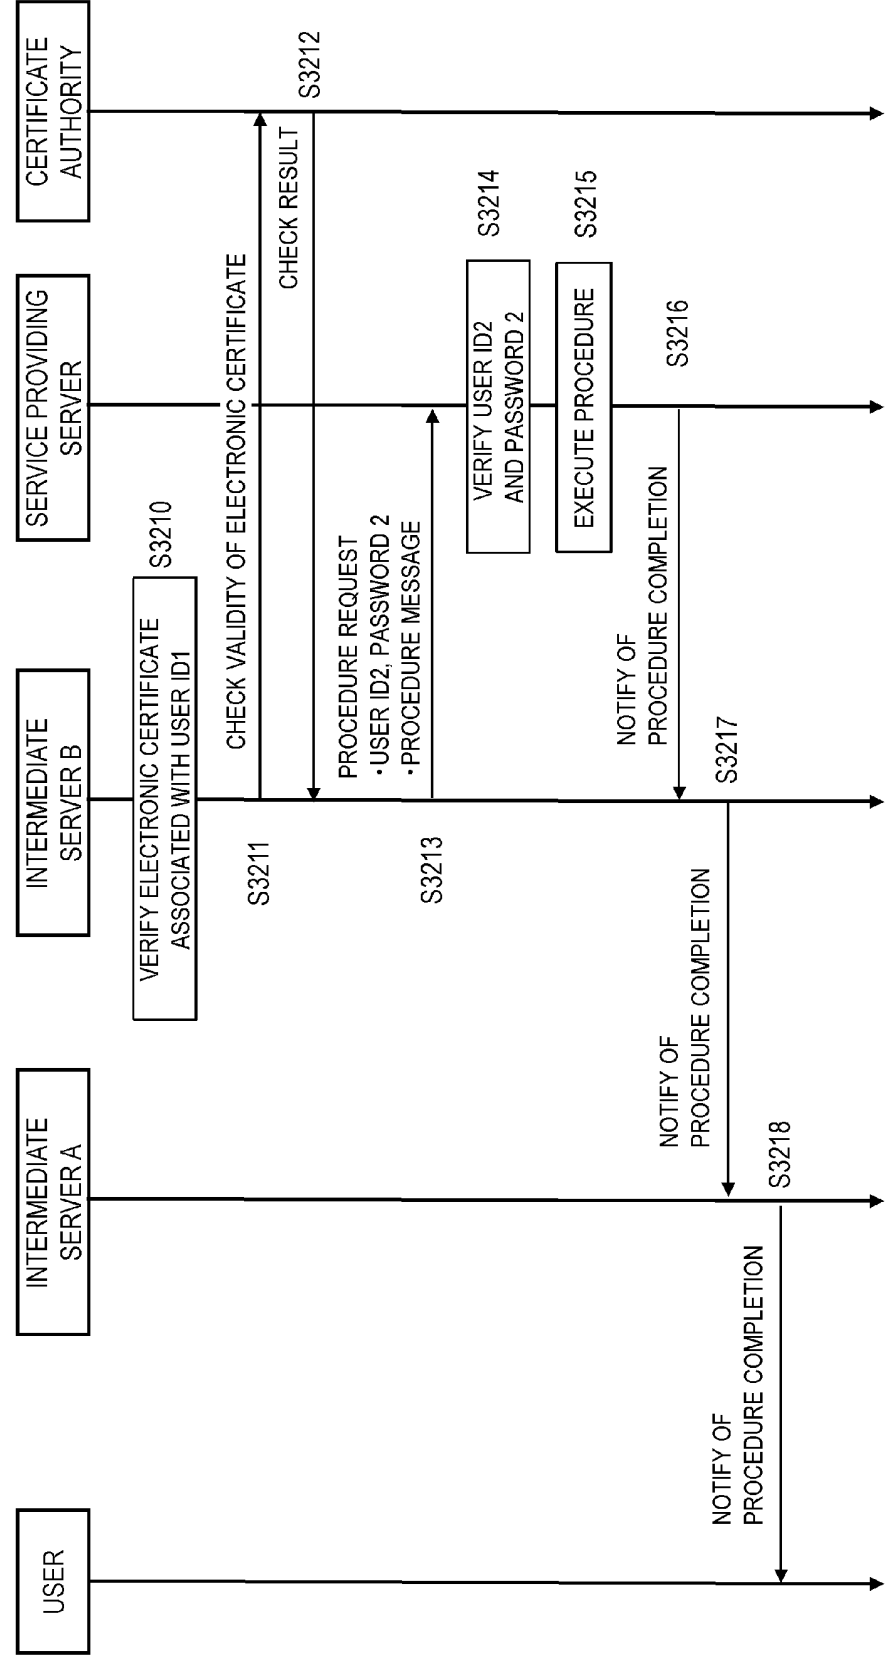 USER
INTERMEDIATE
SERVER A
INTERMEDIATE
SERVER B
SERVICE PROVIDING
SERVER
CERTIFICATE
AUTHORITY
VERIFY ELECTRONIC CERTIFICATE
ASSOCIATED WITH USER ID1
S3210
CHECK VALIDITY OF ELECTRONIC CERTIFICATE
S3211
CHECK RESULT
S3212
PROCEDURE REQUEST
・USER ID2, PASSWORD 2
・PROCEDURE MESSAGE
S3213
VERIFY USER ID2
AND PASSWORD 2
S3214
EXECUTE PROCEDURE
S3215
NOTIFY OF
PROCEDURE COMPLETION
S3216
NOTIFY OF
PROCEDURE COMPLETION
S3217
NOTIFY OF
PROCEDURE COMPLETION
S3218